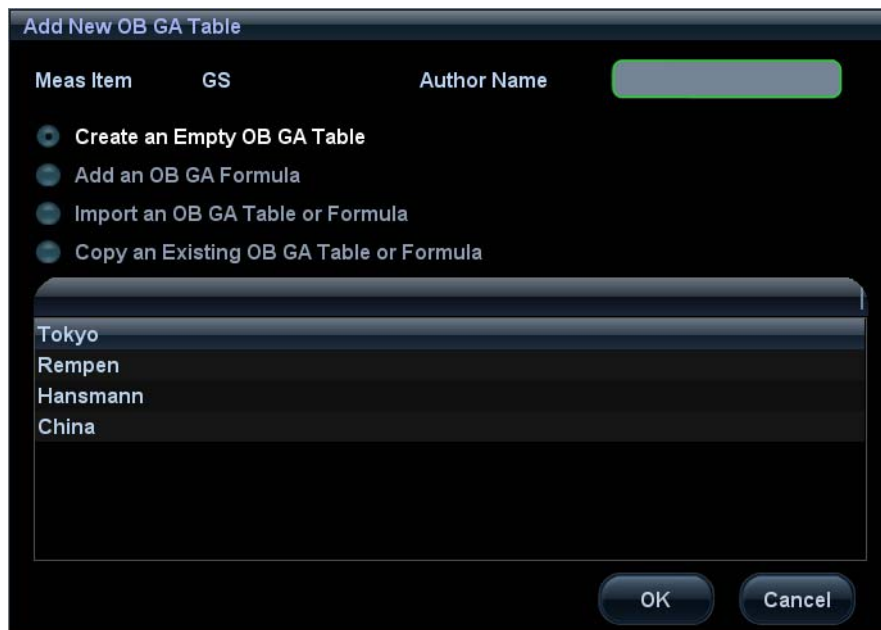 Add New OB GA Table
Meas Item GS Author Name
Create an Empty OB GA Table
Add an OB GA Formula
Import an OB GA Table or Formula
Copy an Existing OB GA Table or Formula
Tokyo
Rempen
Hansmann
China
OK Cancel